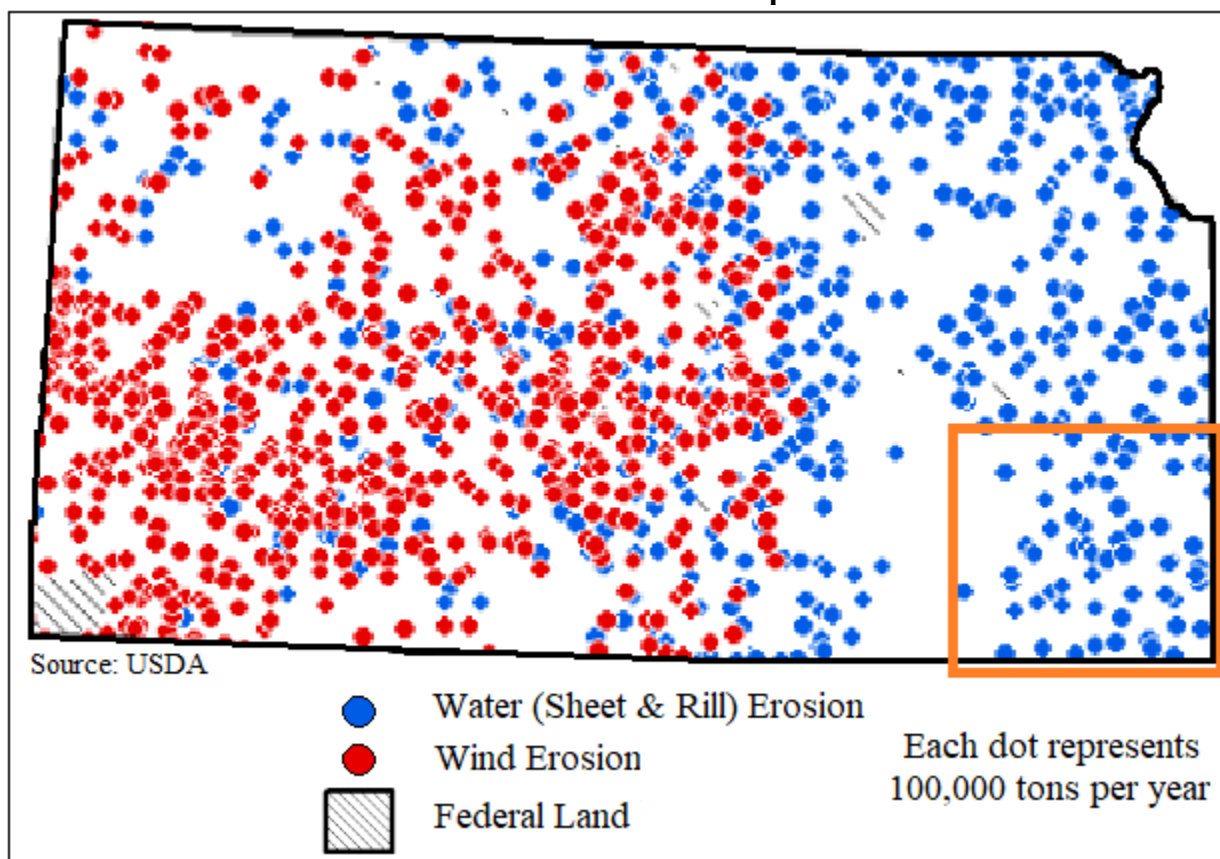 Source: USDA
Water (Sheet & Rill) Erosion
Wind Erosion
Federal Land
Each dot represents
100,000 tons per year